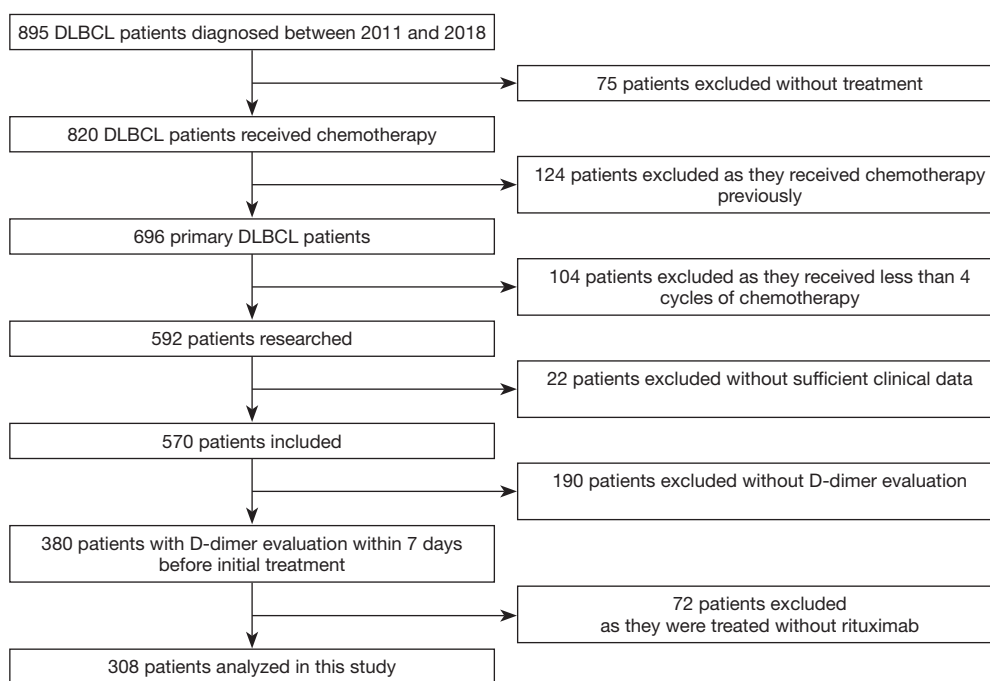 895 DLBCL patients diagnosed between 2011 and 2018
75 patients excluded without treatment
820 DLBCL patients received chemotherapy
124 patients excluded as they received chemotherapy
previously
696 primary DLBCL patients
104 patients excluded as they received less than 4
cycles of chemotherapy
592 patients researched
22 patients excluded without sufficient clinical data
570 patients included
190 patients excluded without D-dimer evaluation
380 patients with D-dimer evaluation within 7 days
before initial treatment
72 patients excluded
as they were treated without rituximab
308 patients analyzed in this study